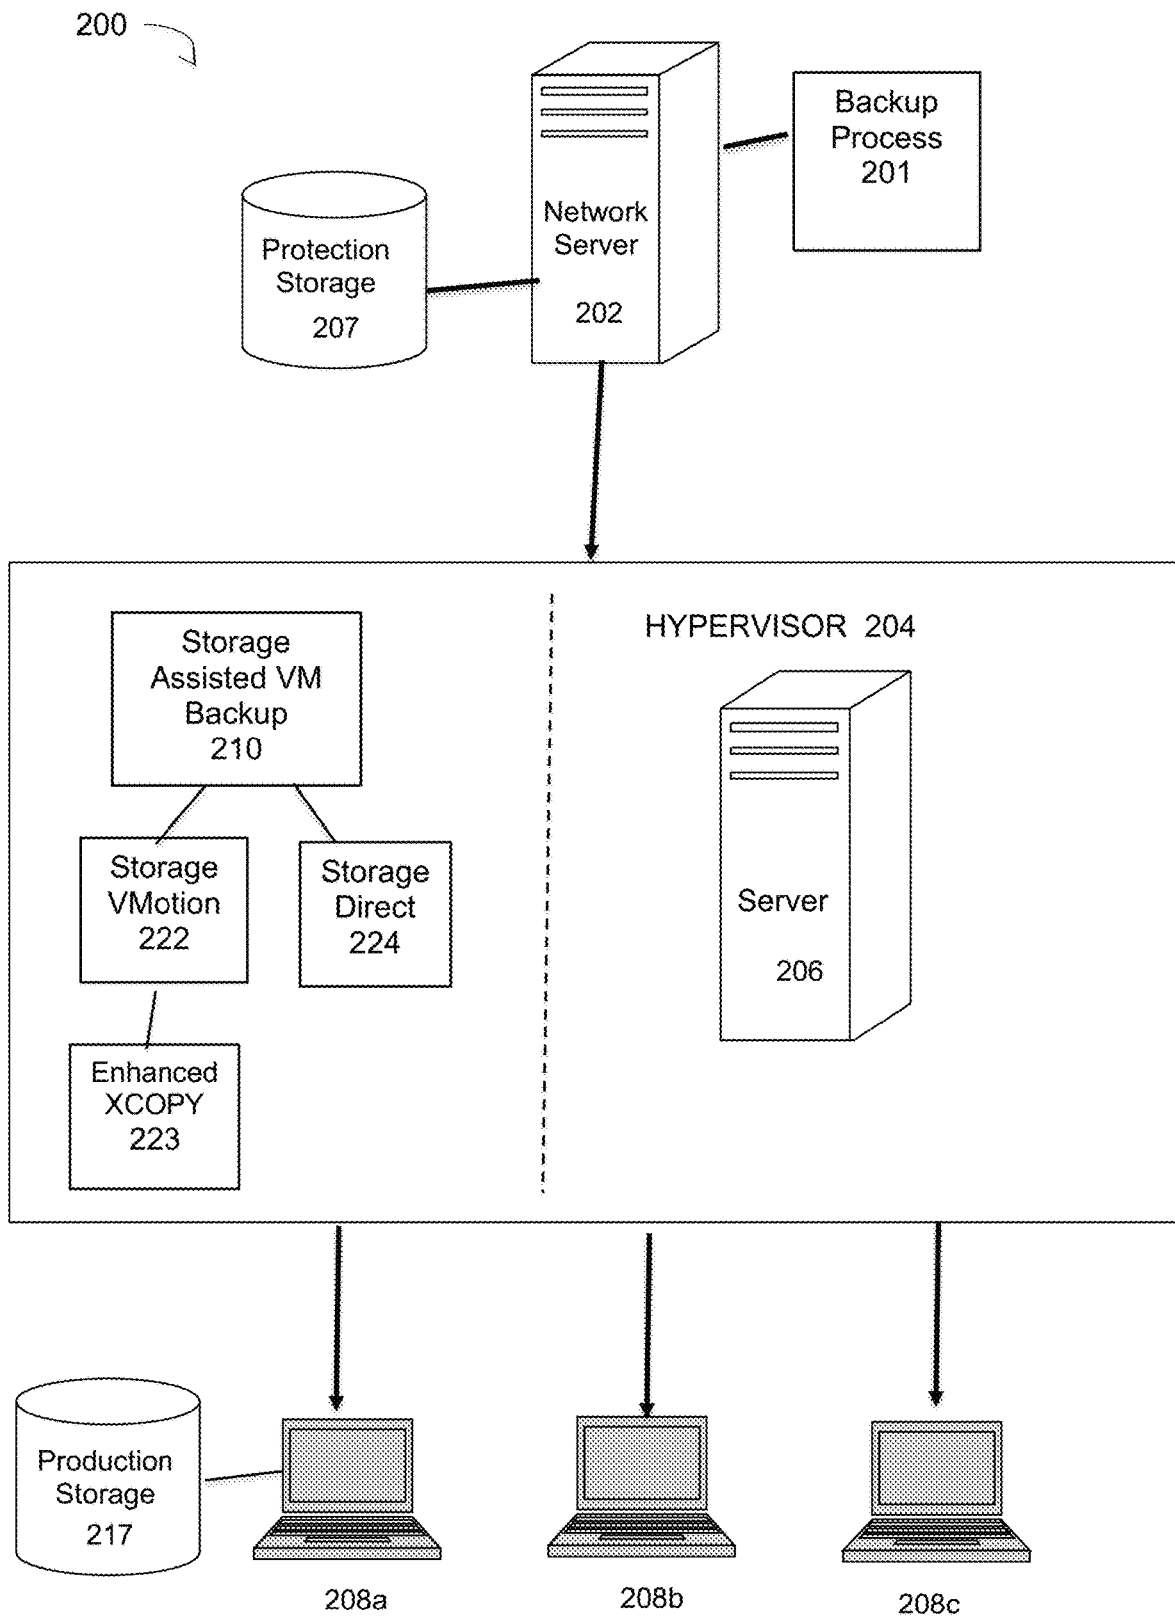 200
Backup
Process
201
Network
Server
202
Protection
Storage
207
Storage
Assisted VM
Backup
210
HYPERVISOR 204
Storage
VMotion
222
Storage
Direct
224
Server
206
Enhanced
XCOPY
223
Production
Storage
217
208a
208b
208c